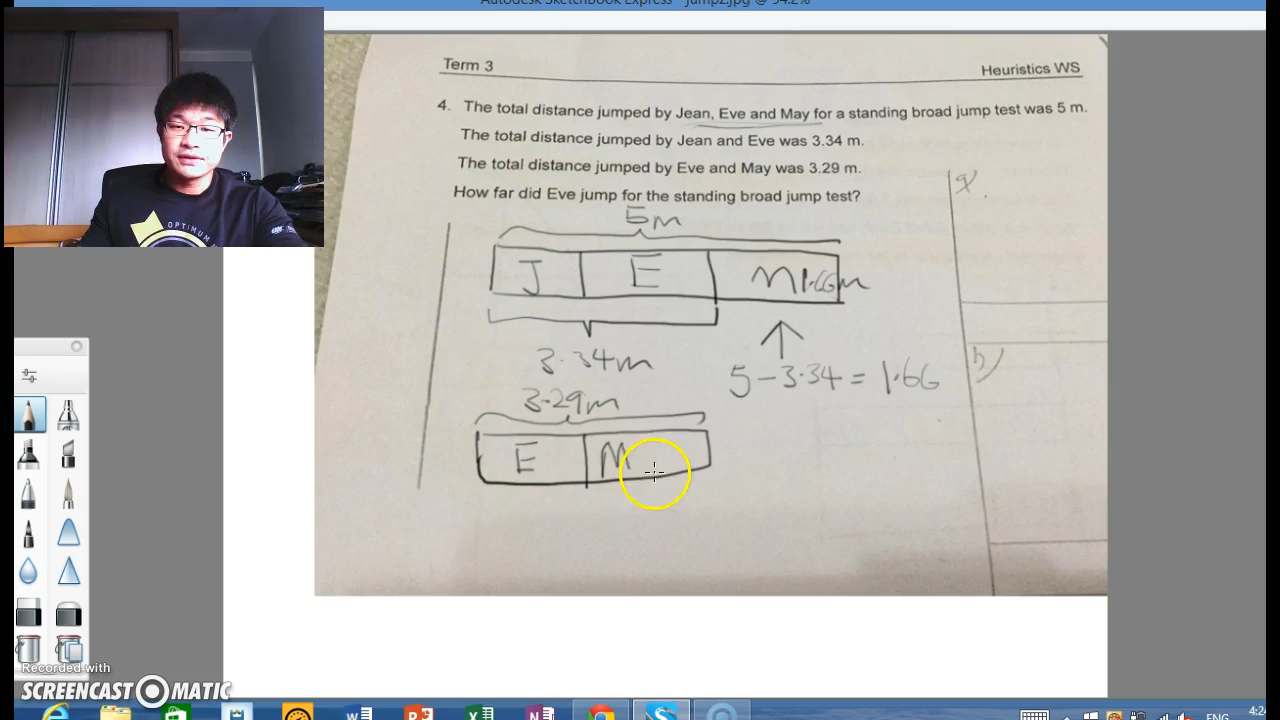 Autodesk SketchBook Express - jump2.jpg @ 94.2%
Term 3
Heuristics WS
4. The total distance jumped by Jean, Eve and May for a standing broad jump test was 5 m.
The total distance jumped by Jean and Eve was 3.34 m.
The total distance jumped by Eve and May was 3.29 m.
How far did Eve jump for the standing broad jump test?
5m
J E M 1.66m
3.34m
5 - 3.34 = 1.66
3.29m
E M
b)
OPTIMUM
Recorded with
SCREENCAST MATIC
ENG
4:24